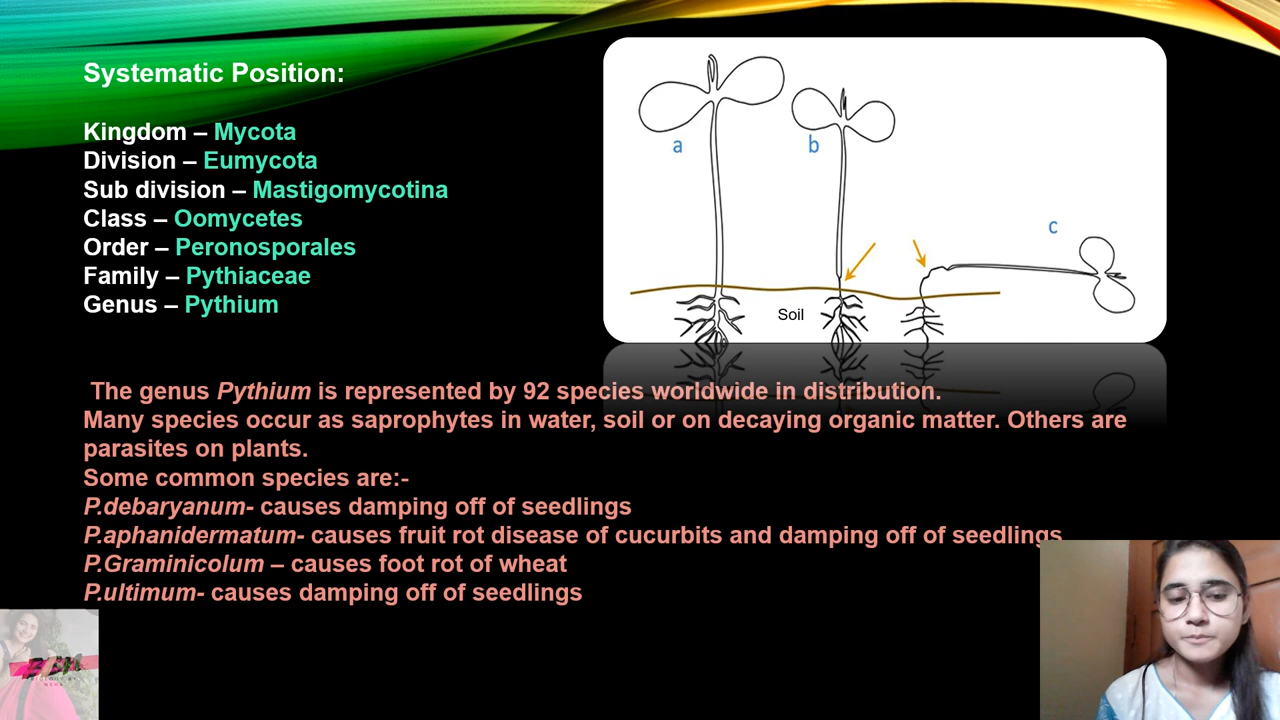 Systematic Position:
Kingdom – Mycota
Division – Eumycota
Sub division – Mastigomycotina
Class – Oomycetes
Order – Peronosporales
Family – Pythiaceae
Genus – Pythium
a
b
c
Soil
The genus Pythium is represented by 92 species worldwide in distribution.
Many species occur as saprophytes in water, soil or on decaying organic matter. Others are
parasites on plants.
Some common species are:-
P.debaryanum- causes damping off of seedlings
P.aphanidermatum- causes fruit rot disease of cucurbits and damping off of seedlings
P.Graminicolum – causes foot rot of wheat
P.ultimum- causes damping off of seedlings